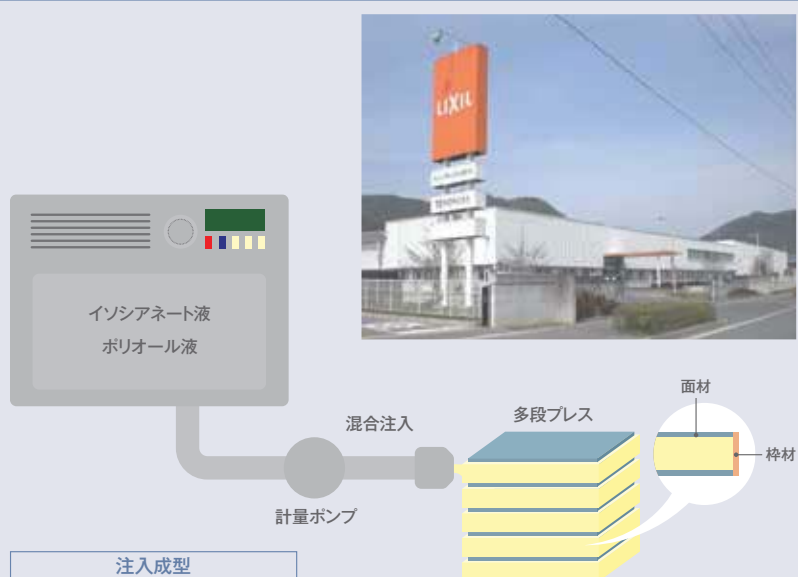 LIXIL
イソシアネート液
ポリオール液
混合注入
計量ポンプ
多段プレス
面材
枠材
注入成型